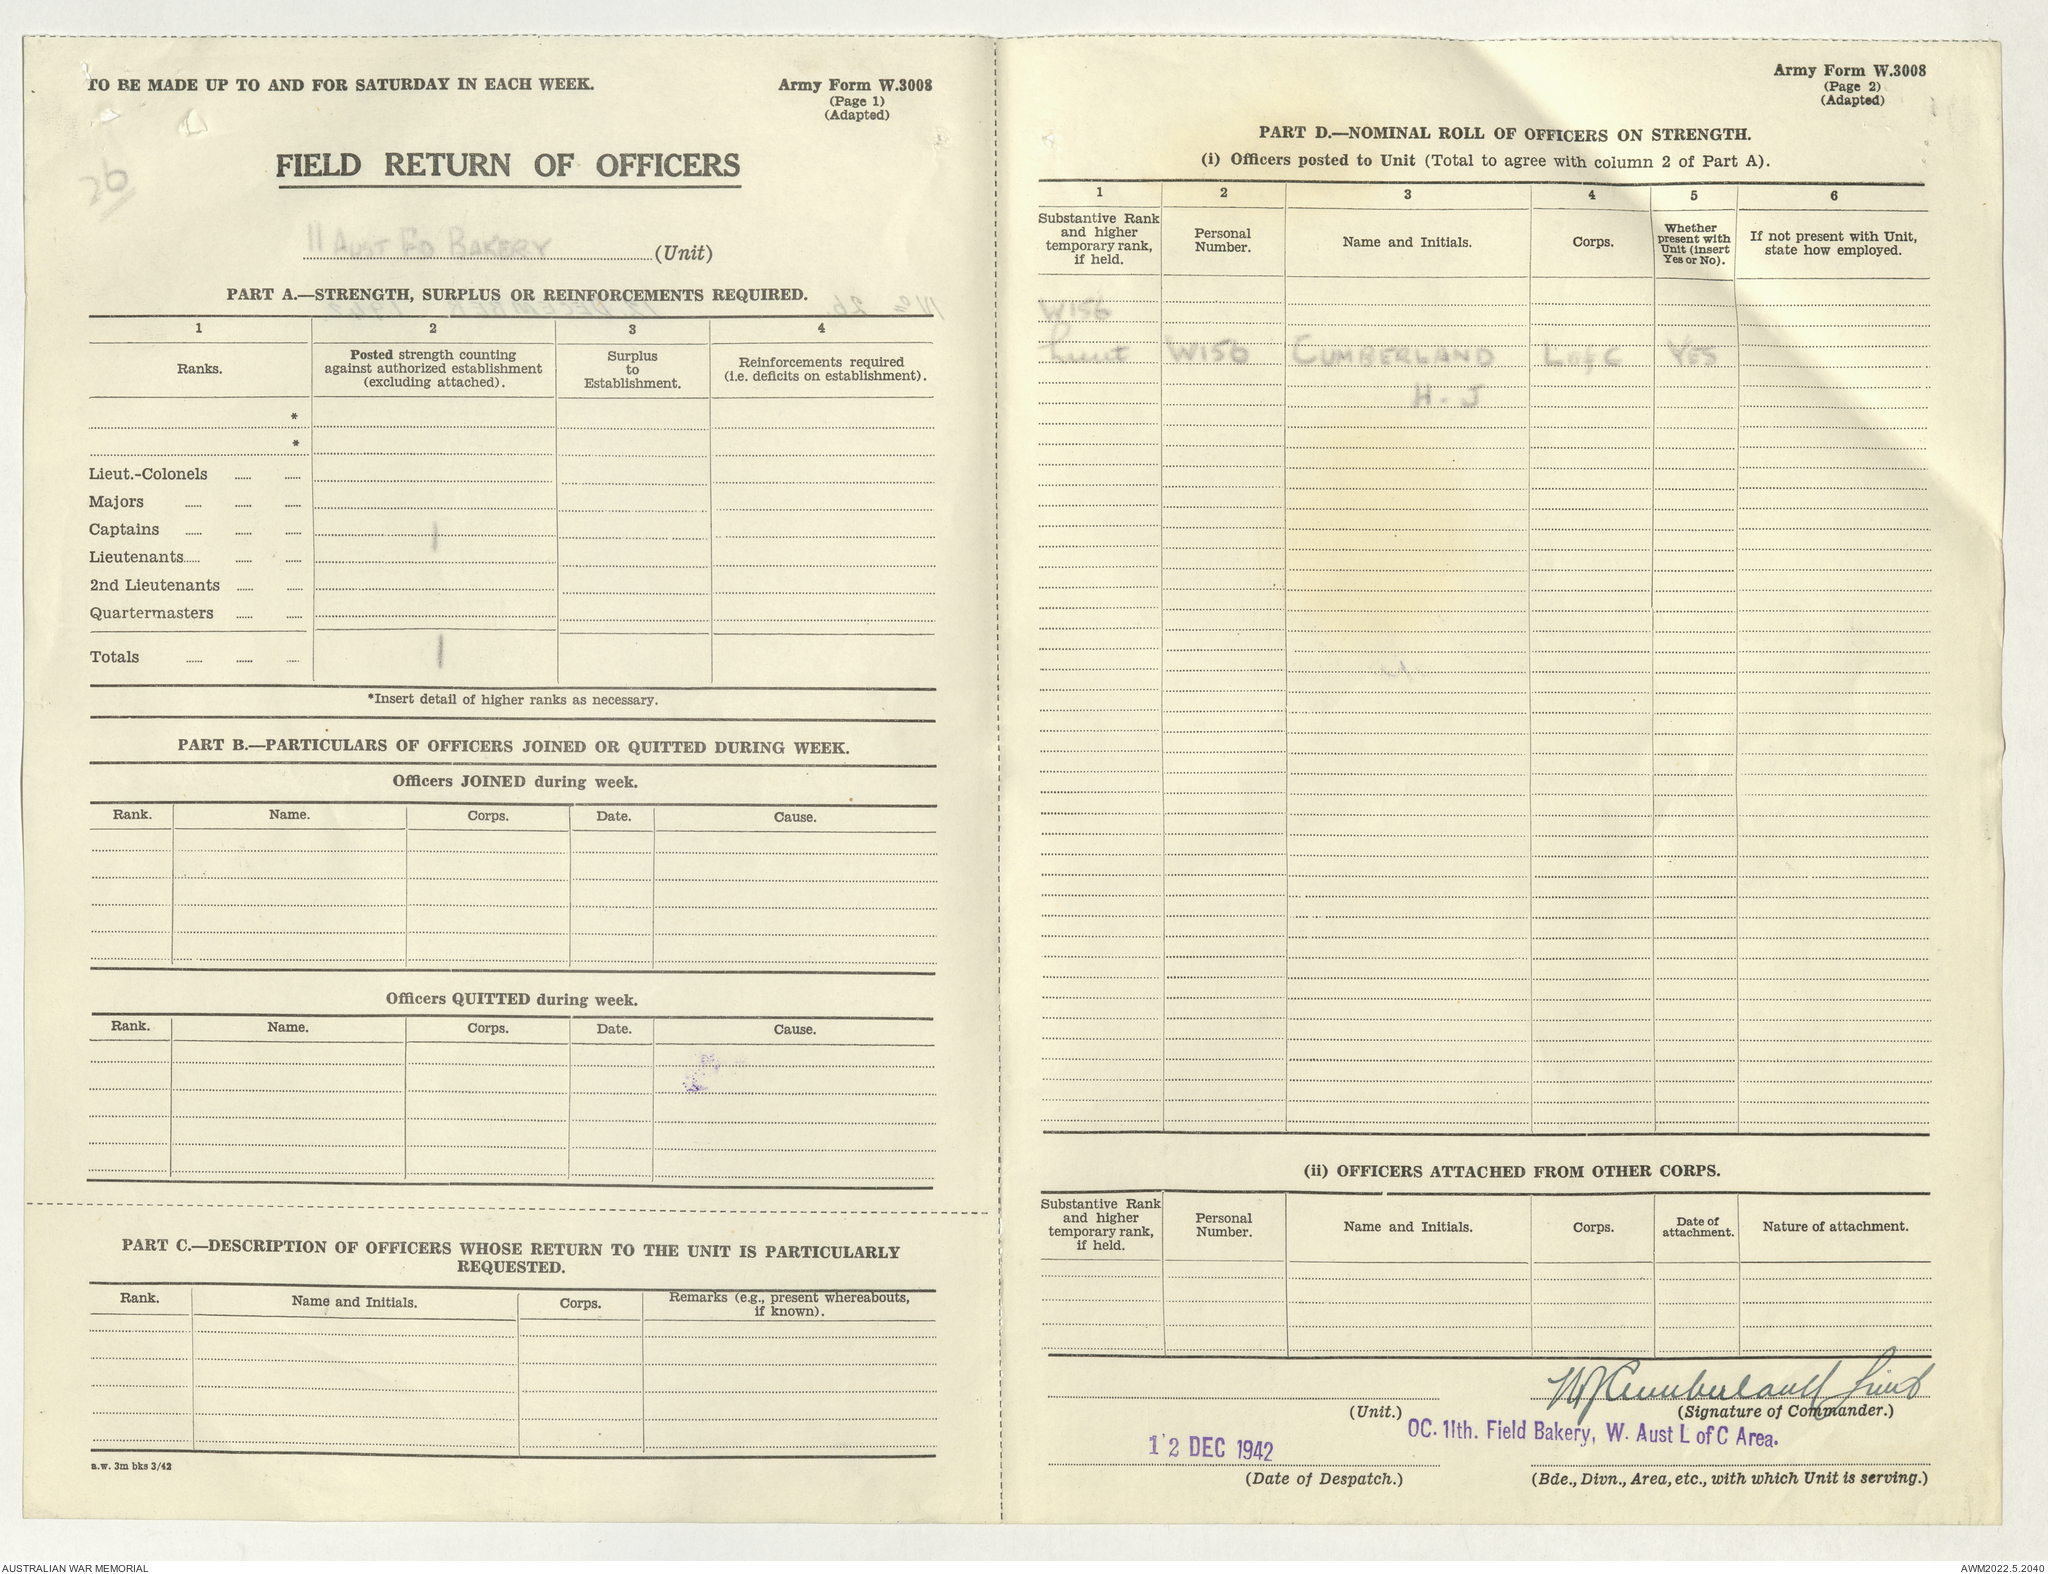 TO BE MADE UP TO AND FOR SATURDAY IN EACH WEEK.
Army Form W.3008
(Page 1)
(Adapted)
26
FIELD RETURN OF OFFICERS
11 AUST FD BAKERY (Unit)
PART A.—STRENGTH, SURPLUS OR REINFORCEMENTS REQUIRED.
1 2 3 4
Ranks.
Posted strength counting against authorized establishment (excluding attached).
Surplus to Establishment.
Reinforcements required (i.e. deficits on establishment).
*
*
Lieut.-Colonels
Majors
Captains 1
Lieutenants
2nd Lieutenants
Quartermasters
Totals 1
*Insert detail of higher ranks as necessary.
PART B.—PARTICULARS OF OFFICERS JOINED OR QUITTED DURING WEEK.
Officers JOINED during week.
Rank. Name. Corps. Date. Cause.
Officers QUITTED during week.
Rank. Name. Corps. Date. Cause.
PART C.—DESCRIPTION OF OFFICERS WHOSE RETURN TO THE UNIT IS PARTICULARLY
REQUESTED.
Rank. Name and Initials. Corps. Remarks (e.g., present whereabouts, if known).
a.w. 3m bks 3/42
Army Form W.3008
(Page 2)
(Adapted)
PART D.—NOMINAL ROLL OF OFFICERS ON STRENGTH.
(i) Officers posted to Unit (Total to agree with column 2 of Part A).
1 2 3 4 5 6
Substantive Rank and higher temporary rank, if held.
Personal Number.
Name and Initials.
Corps.
Whether present with Unit (insert Yes or No).
If not present with Unit, state how employed.
W156
Lieut W156 CUMBERLAND L of C YES
H. J
(ii) OFFICERS ATTACHED FROM OTHER CORPS.
Substantive Rank and higher temporary rank, if held.
Personal Number.
Name and Initials.
Corps.
Date of attachment.
Nature of attachment.
HJ Cumberland Lieut
(Unit.) (Signature of Commander.)
OC. 11th. Field Bakery, W. Aust L of C Area.
12 DEC 1942
(Date of Despatch.) (Bde., Divn., Area, etc., with which Unit is serving.)
AUSTRALIAN WAR MEMORIAL
AWM2022.5.2040